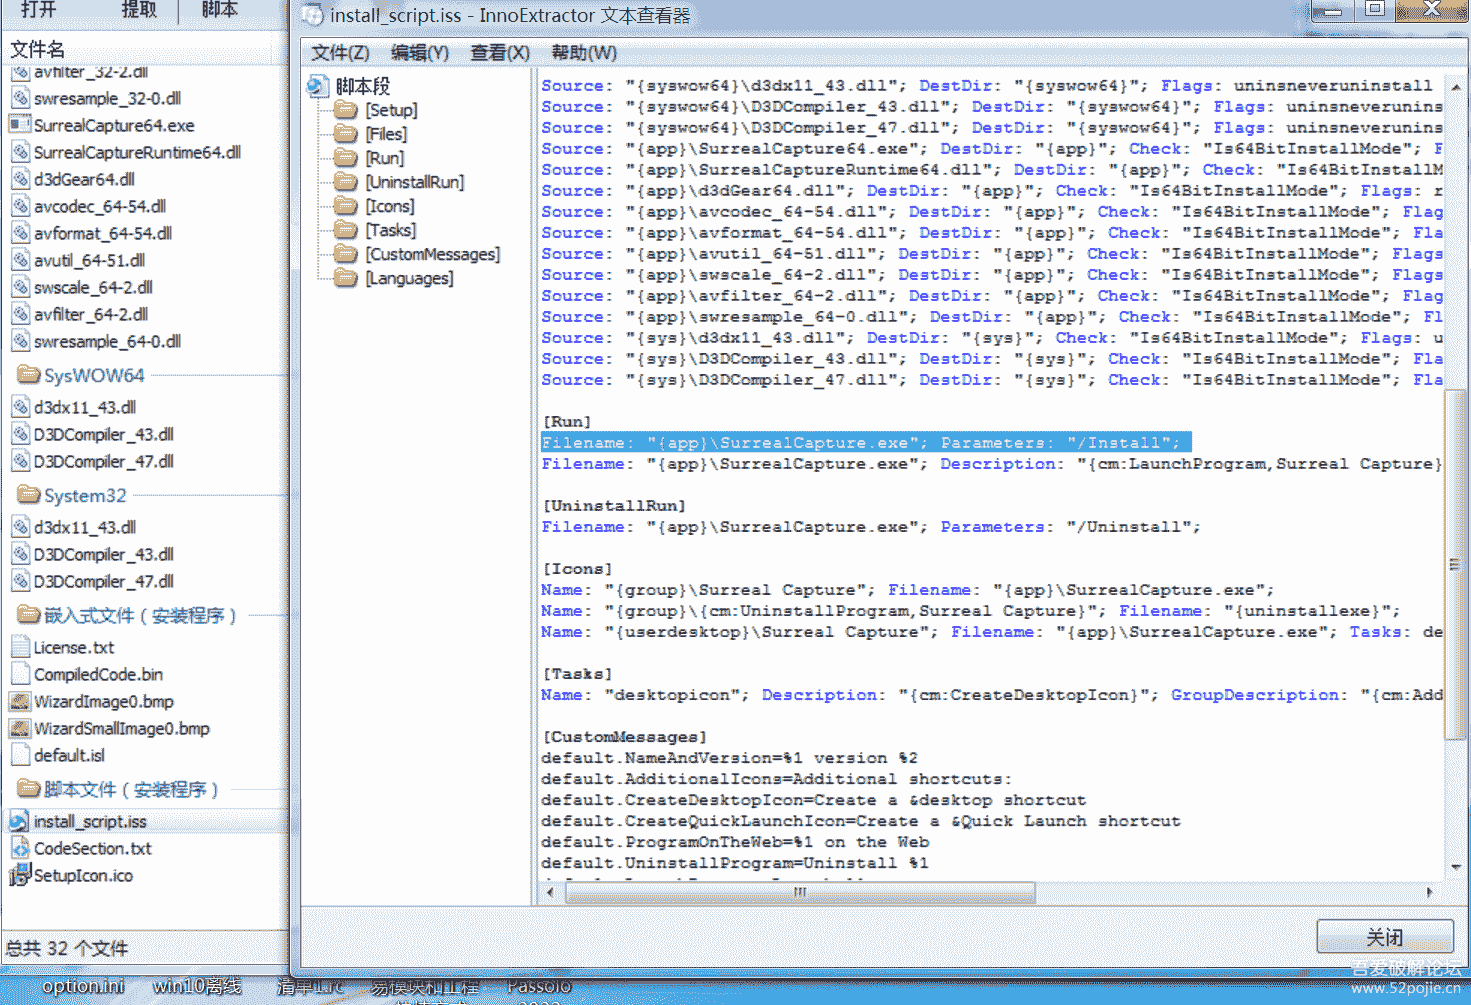 打开 提取 脚本
文件名
avfilter_32-2.dll
swresample_32-0.dll
SurrealCapture64.exe
SurrealCaptureRuntime64.dll
d3dGear64.dll
avcodec_64-54.dll
avformat_64-54.dll
avutil_64-51.dll
swscale_64-2.dll
avfilter_64-2.dll
swresample_64-0.dll
SysWOW64
d3dx11_43.dll
D3DCompiler_43.dll
D3DCompiler_47.dll
System32
d3dx11_43.dll
D3DCompiler_43.dll
D3DCompiler_47.dll
嵌入式文件 ( 安装程序 )
License.txt
CompiledCode.bin
WizardImage0.bmp
WizardSmallImage0.bmp
default.isl
脚本文件 ( 安装程序 )
install_script.iss
CodeSection.txt
SetupIcon.ico
总共 32 个文件
install_script.iss - InnoExtractor 文本查看器
文件(Z) 编辑(Y) 查看(X) 帮助(W)
脚本段
[Setup]
[Files]
[Run]
[UninstallRun]
[Icons]
[Tasks]
[CustomMessages]
[Languages]
Source: "{syswow64}\d3dx11_43.dll"; DestDir: "{syswow64}"; Flags: uninsneveruninstall
Source: "{syswow64}\D3DCompiler_43.dll"; DestDir: "{syswow64}"; Flags: uninsneverunins
Source: "{syswow64}\D3DCompiler_47.dll"; DestDir: "{syswow64}"; Flags: uninsneverunins
Source: "{app}\SurrealCapture64.exe"; DestDir: "{app}"; Check: "Is64BitInstallMode"; F
Source: "{app}\SurrealCaptureRuntime64.dll"; DestDir: "{app}"; Check: "Is64BitInstallM
Source: "{app}\d3dGear64.dll"; DestDir: "{app}"; Check: "Is64BitInstallMode"; Flags: r
Source: "{app}\avcodec_64-54.dll"; DestDir: "{app}"; Check: "Is64BitInstallMode"; Flag
Source: "{app}\avformat_64-54.dll"; DestDir: "{app}"; Check: "Is64BitInstallMode"; Fla
Source: "{app}\avutil_64-51.dll"; DestDir: "{app}"; Check: "Is64BitInstallMode"; Flags
Source: "{app}\swscale_64-2.dll"; DestDir: "{app}"; Check: "Is64BitInstallMode"; Flags
Source: "{app}\avfilter_64-2.dll"; DestDir: "{app}"; Check: "Is64BitInstallMode"; Flag
Source: "{app}\swresample_64-0.dll"; DestDir: "{app}"; Check: "Is64BitInstallMode"; Fl
Source: "{sys}\d3dx11_43.dll"; DestDir: "{sys}"; Check: "Is64BitInstallMode"; Flags: u
Source: "{sys}\D3DCompiler_43.dll"; DestDir: "{sys}"; Check: "Is64BitInstallMode"; Fla
Source: "{sys}\D3DCompiler_47.dll"; DestDir: "{sys}"; Check: "Is64BitInstallMode"; Fla
[Run]
Filename: "{app}\SurrealCapture.exe"; Parameters: "/Install";
Filename: "{app}\SurrealCapture.exe"; Description: "{cm:LaunchProgram,Surreal Capture}
[UninstallRun]
Filename: "{app}\SurrealCapture.exe"; Parameters: "/Uninstall";
[Icons]
Name: "{group}\Surreal Capture"; Filename: "{app}\SurrealCapture.exe";
Name: "{group}\{cm:UninstallProgram,Surreal Capture}"; Filename: "{uninstallexe}";
Name: "{userdesktop}\Surreal Capture"; Filename: "{app}\SurrealCapture.exe"; Tasks: de
[Tasks]
Name: "desktopicon"; Description: "{cm:CreateDesktopIcon}"; GroupDescription: "{cm:Add
[CustomMessages]
default.NameAndVersion=%1 version %2
default.AdditionalIcons=Additional shortcuts:
default.CreateDesktopIcon=Create a &desktop shortcut
default.CreateQuickLaunchIcon=Create a &Quick Launch shortcut
default.ProgramOnTheWeb=%1 on the Web
default.UninstallProgram=Uninstall %1
关闭
option.ini win10离线 清单1.rc 易模块和工程 Passolo
吾爱破解论坛
www.52pojie.cn